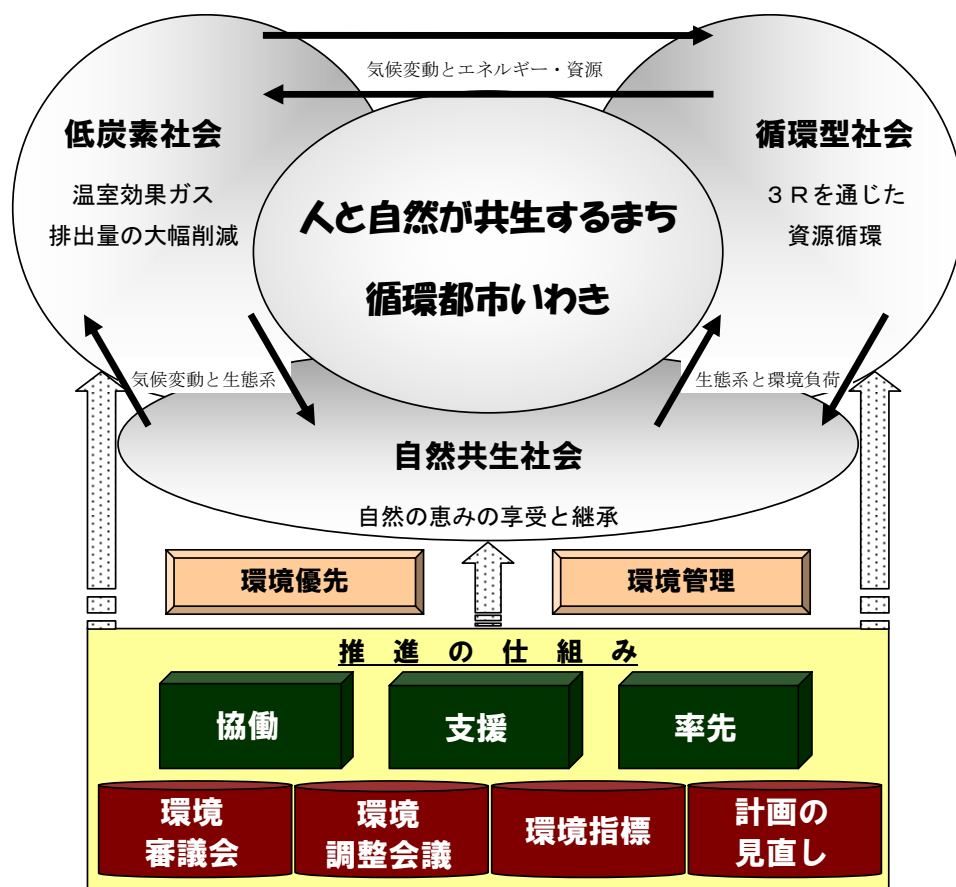 気候変動とエネルギー・資源
低炭素社会
温室効果ガス
排出量の大幅削減
循環型社会
３Ｒを通じた
資源循環
人と自然が共生するまち
循環都市いわき
気候変動と生態系
生態系と環境負荷
自然共生社会
自然の恵みの享受と継承
環境優先
環境管理
推進の仕組み
協働
支援
率先
環境
審議会
環境
調整会議
環境指標
計画の
見直し